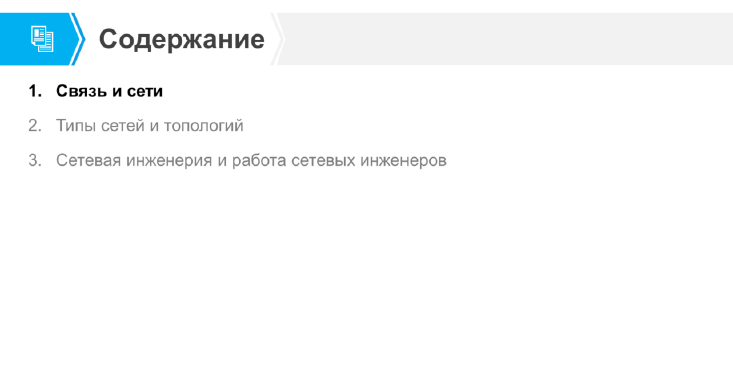 Содержание
1. Связь и сети
2. Типы сетей и топологий
3. Сетевая инженерия и работа сетевых инженеров